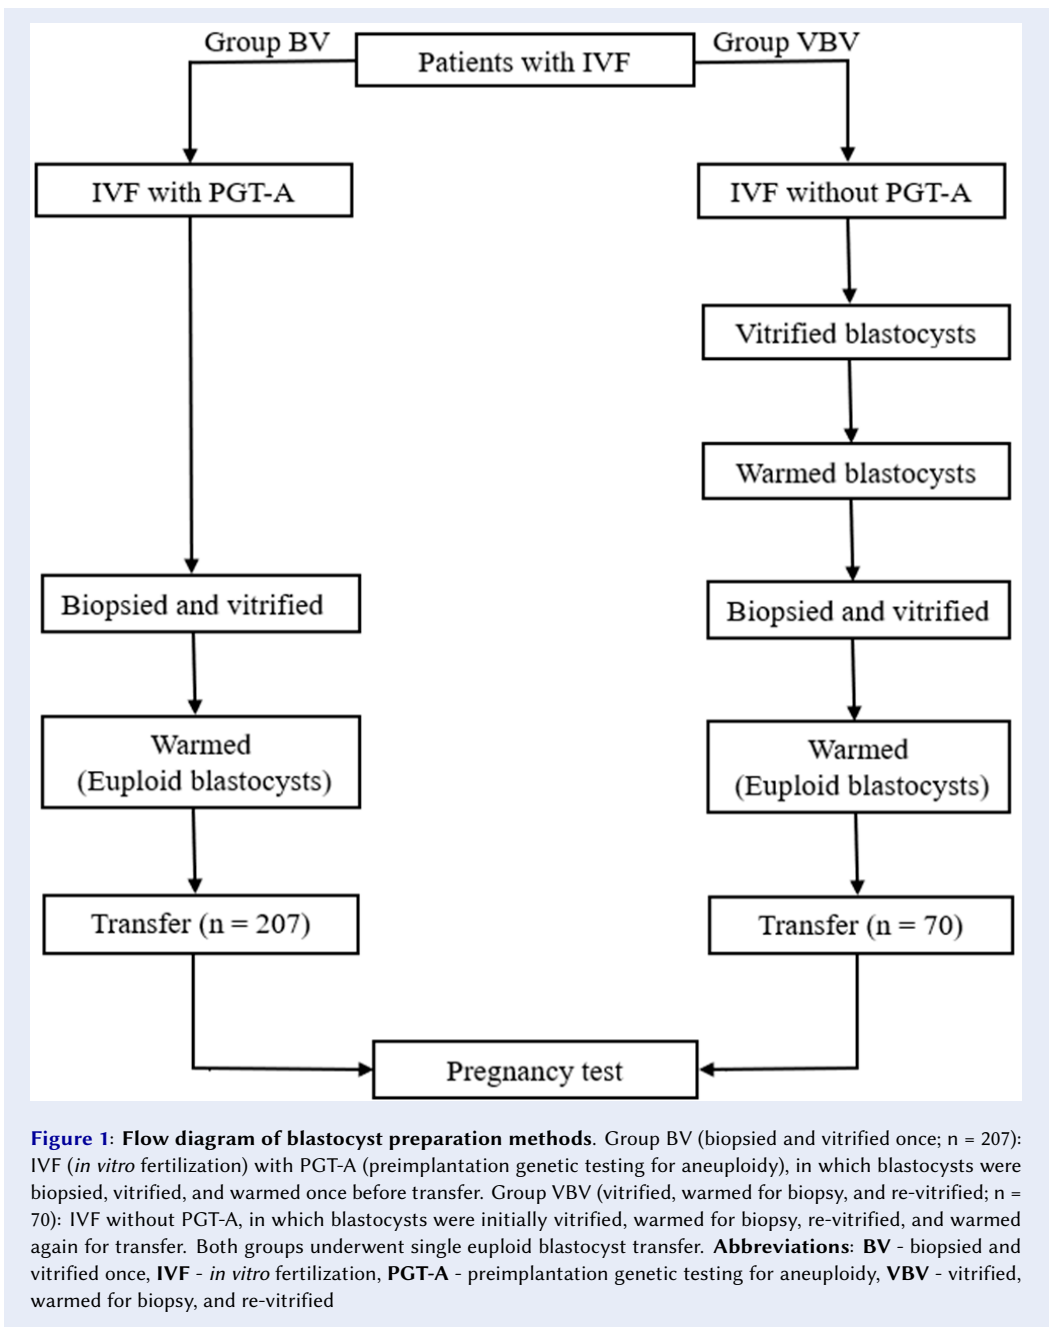 Group BV
Patients with IVF
Group VBV
IVF with PGT-A
IVF without PGT-A
Vitrified blastocysts
Warmed blastocysts
Biopsied and vitrified
Biopsied and vitrified
Warmed
(Euploid blastocysts)
Warmed
(Euploid blastocysts)
Transfer (n = 207)
Transfer (n = 70)
Pregnancy test
Figure 1: Flow diagram of blastocyst preparation methods. Group BV (biopsied and vitrified once; n = 207):
IVF (in vitro fertilization) with PGT-A (preimplantation genetic testing for aneuploidy), in which blastocysts were
biopsied, vitrified, and warmed once before transfer. Group VBV (vitrified, warmed for biopsy, and re-vitrified; n =
70): IVF without PGT-A, in which blastocysts were initially vitrified, warmed for biopsy, re-vitrified, and warmed
again for transfer. Both groups underwent single euploid blastocyst transfer. Abbreviations: BV - biopsied and
vitrified once, IVF - in vitro fertilization, PGT-A - preimplantation genetic testing for aneuploidy, VBV - vitrified,
warmed for biopsy, and re-vitrified